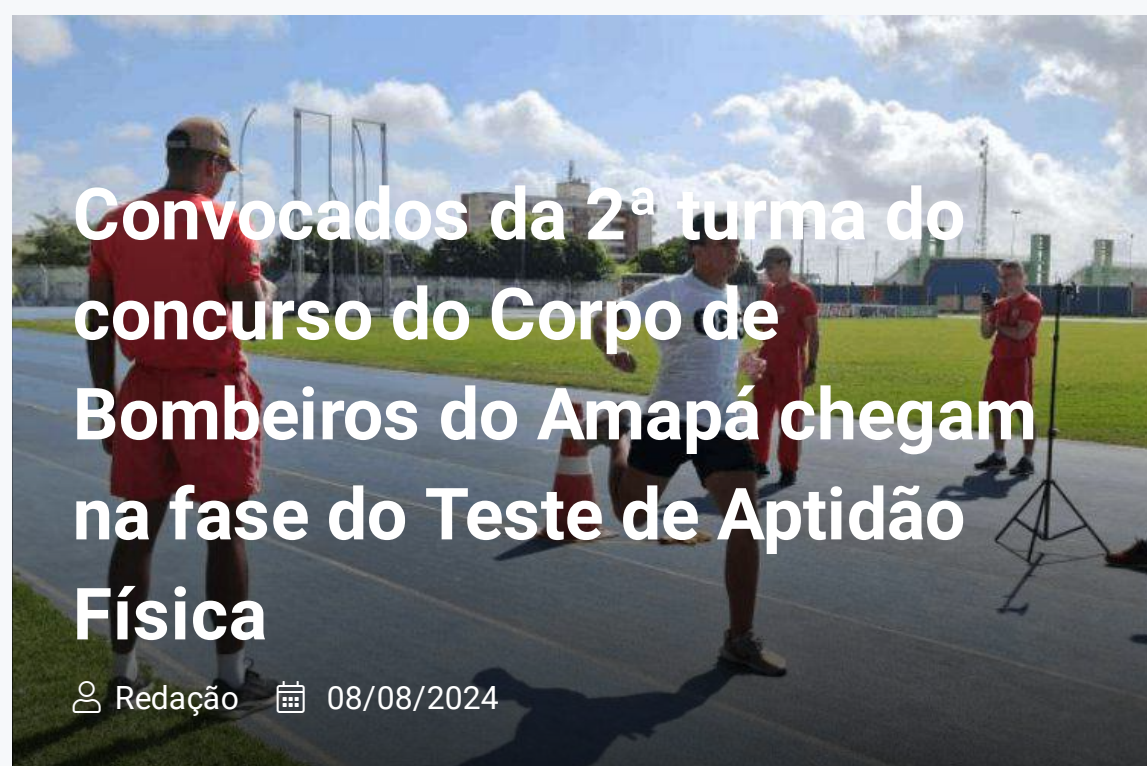 Convocados da 2ª turma do
concurso do Corpo de
Bombeiros do Amapá chegam
na fase do Teste de Aptidão
Física
Redação 08/08/2024